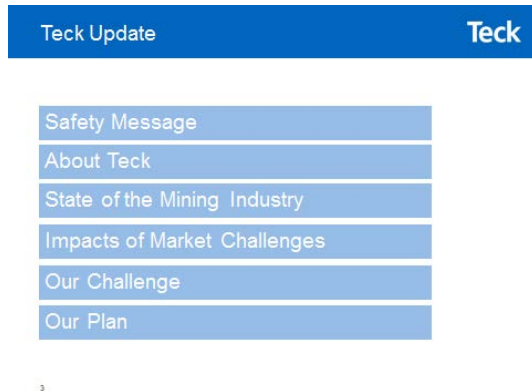 Teck Update
Teck
Safety Message
About Teck
State of the Mining Industry
Impacts of Market Challenges
Our Challenge
Our Plan
3